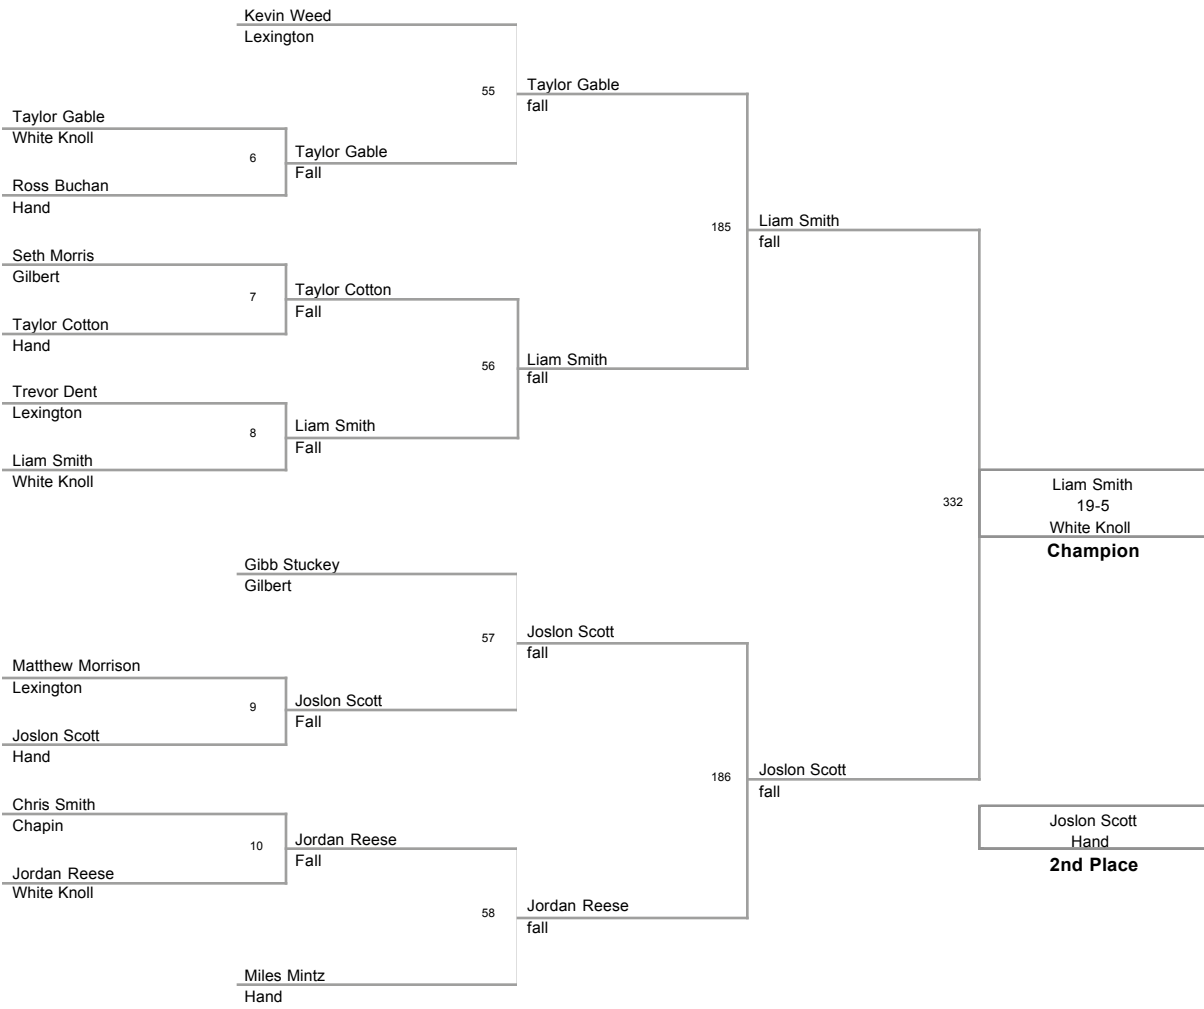 Kevin Weed
Lexington
55
Taylor Gable
fall
Taylor Gable
White Knoll
6
Taylor Gable
Fall
Ross Buchan
Hand
185
Liam Smith
fall
Seth Morris
Gilbert
7
Taylor Cotton
Fall
Taylor Cotton
Hand
56
Liam Smith
fall
Trevor Dent
Lexington
8
Liam Smith
Fall
Liam Smith
White Knoll
332
Liam Smith
19-5
White Knoll
Champion
Gibb Stuckey
Gilbert
57
Joslon Scott
fall
Matthew Morrison
Lexington
9
Joslon Scott
Fall
Joslon Scott
Hand
186
Joslon Scott
fall
Chris Smith
Chapin
10
Jordan Reese
Fall
Jordan Reese
White Knoll
Joslon Scott
Hand
2nd Place
58
Jordan Reese
fall
Miles Mintz
Hand